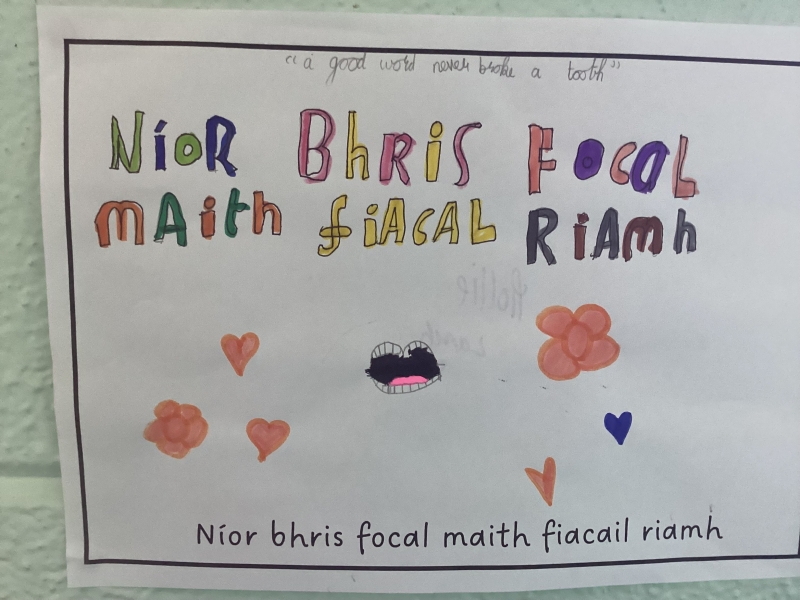 "a good word never broke a tooth"
Níor Bhris Focal
mAith fiACAL RiAmh
Níor bhris focal maith fiacail riamh